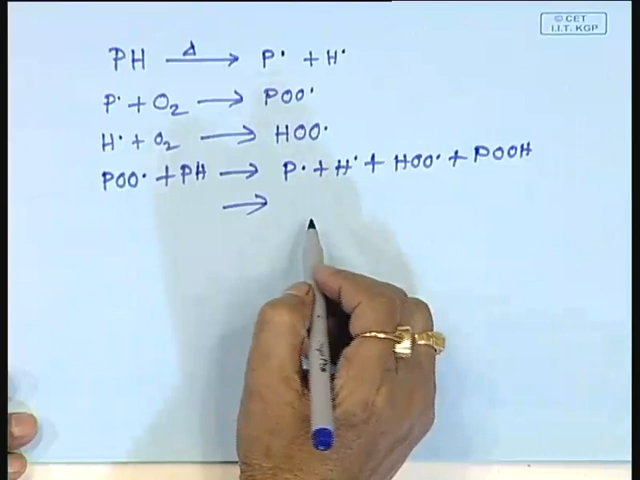 © CET
I.I.T. KGP
PH —Δ→ P• + H•
P• + O₂ ⟶ POO•
H• + O₂ ⟶ HOO•
POO• + PH ⟶ P• + H• + HOO• + POOH
⟶